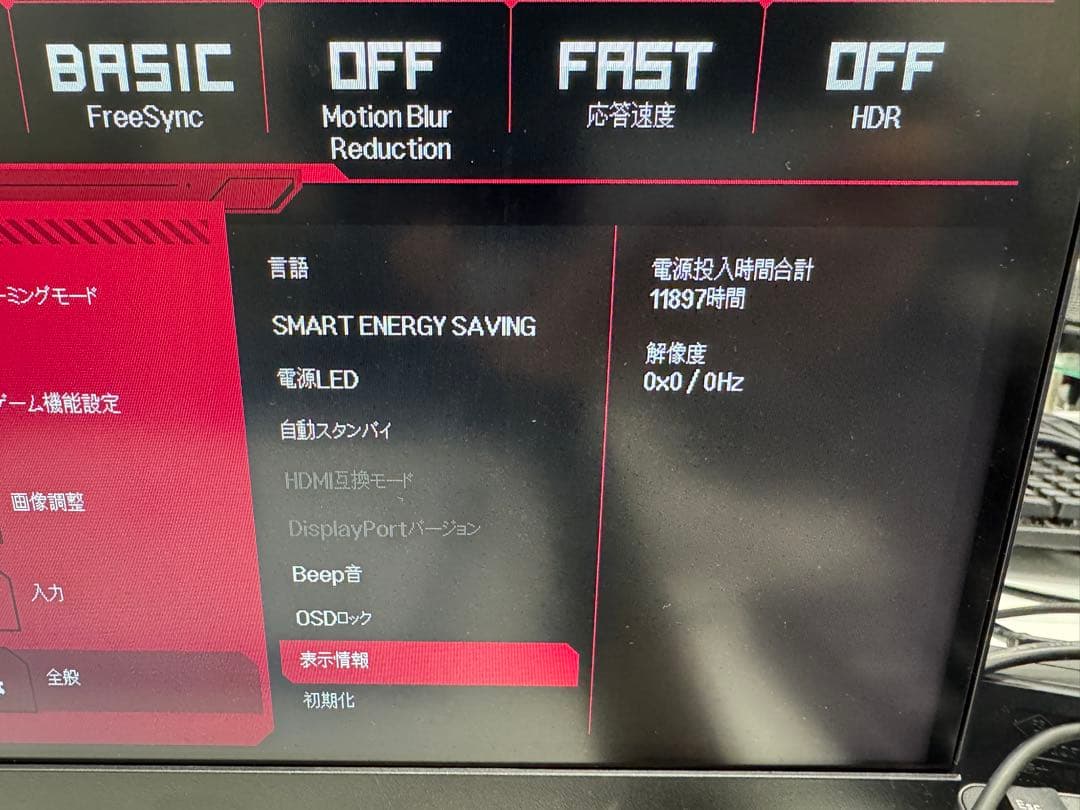 BASIC
FreeSync
OFF
Motion Blur
Reduction
FAST
応答速度
OFF
HDR
ーミングモード
ゲーム機能設定
画像調整
入力
全般
言語
SMART ENERGY SAVING
電源LED
自動スタンバイ
HDMI互換モード
DisplayPortバージョン
Beep音
OSDロック
表示情報
初期化
電源投入時間合計
11897時間
解像度
0x0 / 0Hz
Esc